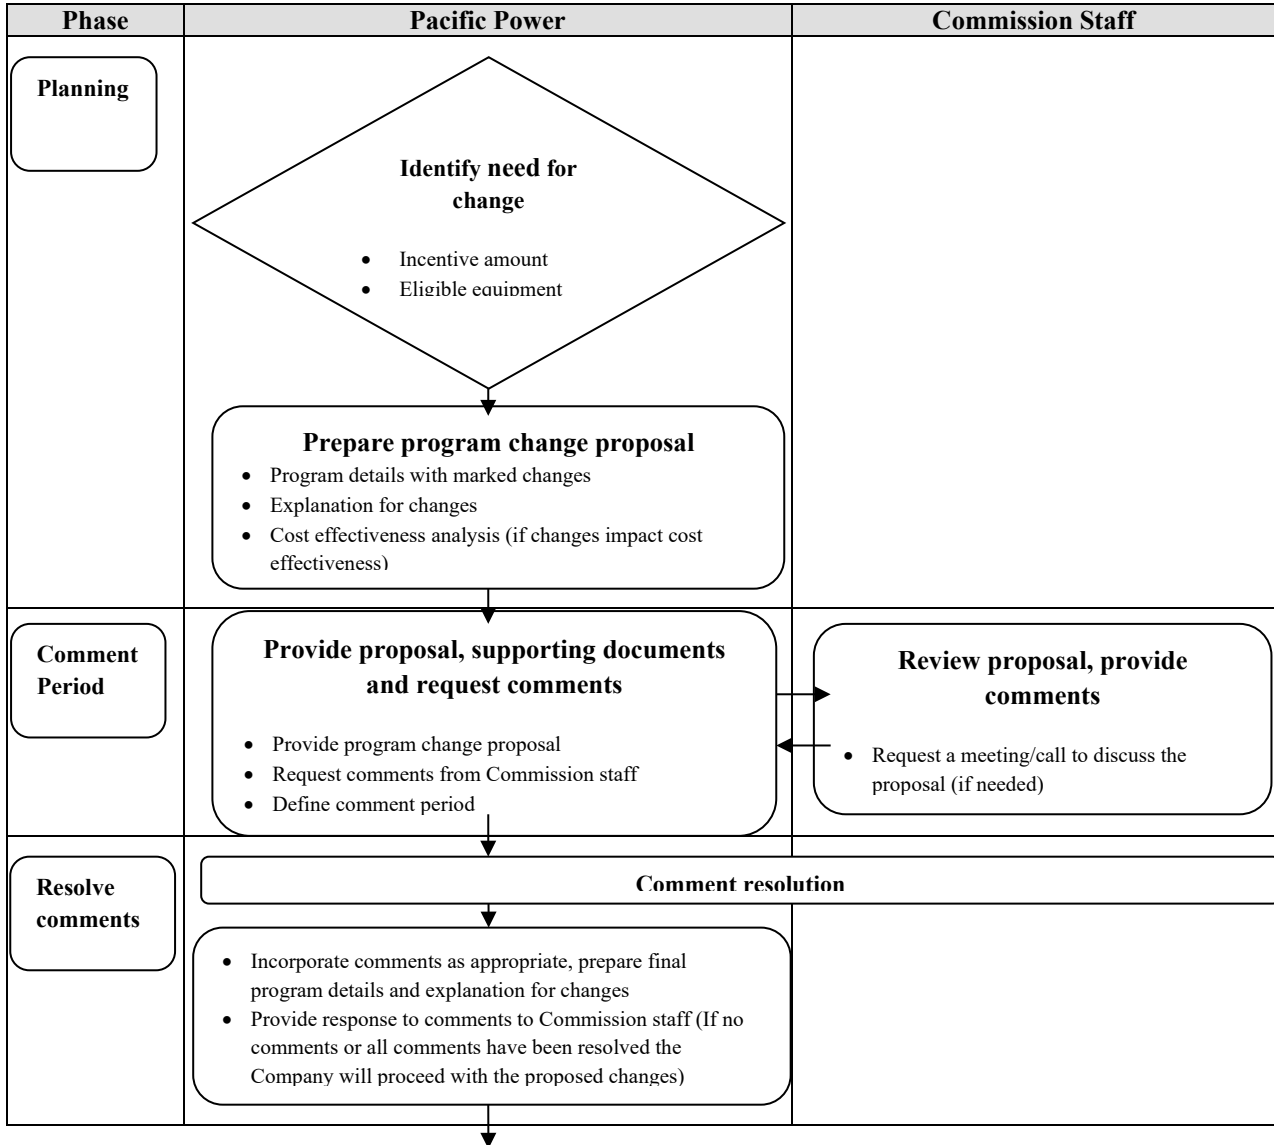 Phase
Pacific Power
Commission Staff
Planning
Identify need for
change
• Incentive amount
• Eligible equipment
Prepare program change proposal
• Program details with marked changes
• Explanation for changes
• Cost effectiveness analysis (if changes impact cost
effectiveness)
Comment
Period
Provide proposal, supporting documents
and request comments
• Provide program change proposal
• Request comments from Commission staff
• Define comment period
Review proposal, provide
comments
• Request a meeting/call to discuss the
proposal (if needed)
Resolve
comments
Comment resolution
• Incorporate comments as appropriate, prepare final
program details and explanation for changes
• Provide response to comments to Commission staff (If no
comments or all comments have been resolved the
Company will proceed with the proposed changes)